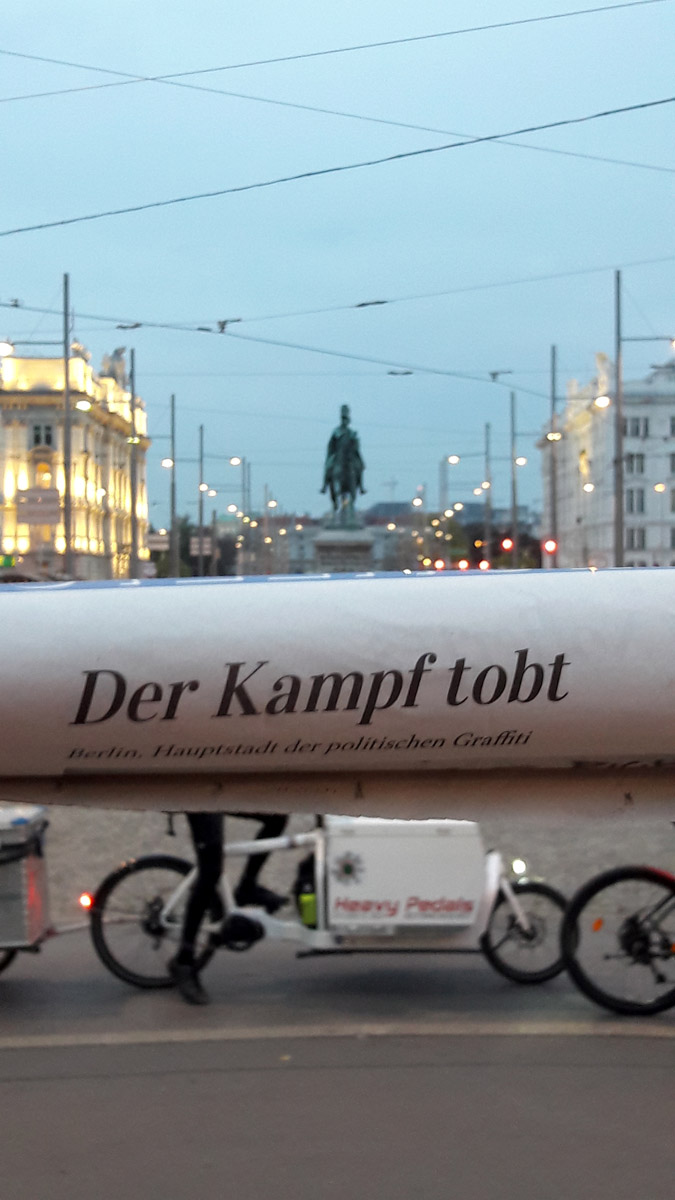 Der Kampf tobt
Berlin, Hauptstadt der politischen Graffiti
Heavy Pedals